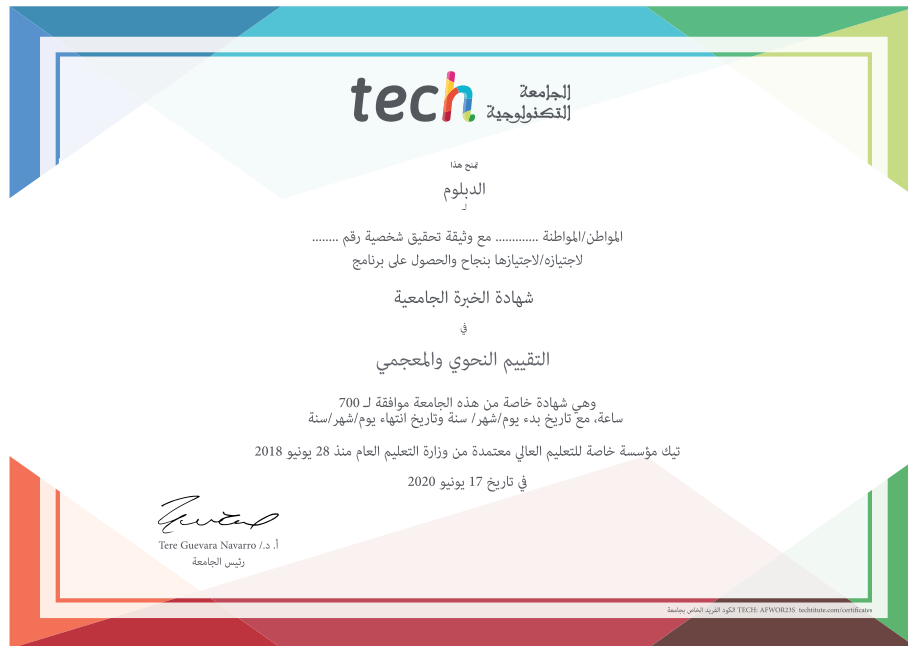 tech الجامعة
التكنولوجية
تمنح هذا
الدبلوم
لـ
المواطن/المواطنة ............. مع وثيقة تحقيق شخصية رقم ........
لاجتيازه/لاجتيازها بنجاح والحصول على برنامج
شهادة الخبرة الجامعية
في
التقييم النحوي والمعجمي
وهي شهادة خاصة من هذه الجامعة موافقة لـ 700
ساعة، مع تاريخ بدء يوم/شهر/ سنة وتاريخ انتهاء يوم/شهر/سنة
تيك مؤسسة خاصة للتعليم العالي معتمدة من وزارة التعليم العام منذ 28 يونيو 2018
في تاريخ 17 يونيو 2020
أ. د./ Tere Guevara Navarro
رئيس الجامعة
الكود الفريد الخاص بجامعة TECH: AFWOR23S techtitute.com/certificates